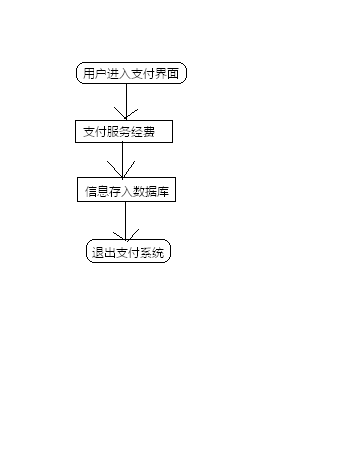 用户进入支付界面
支付服务经费
信息存入数据库
退出支付系统